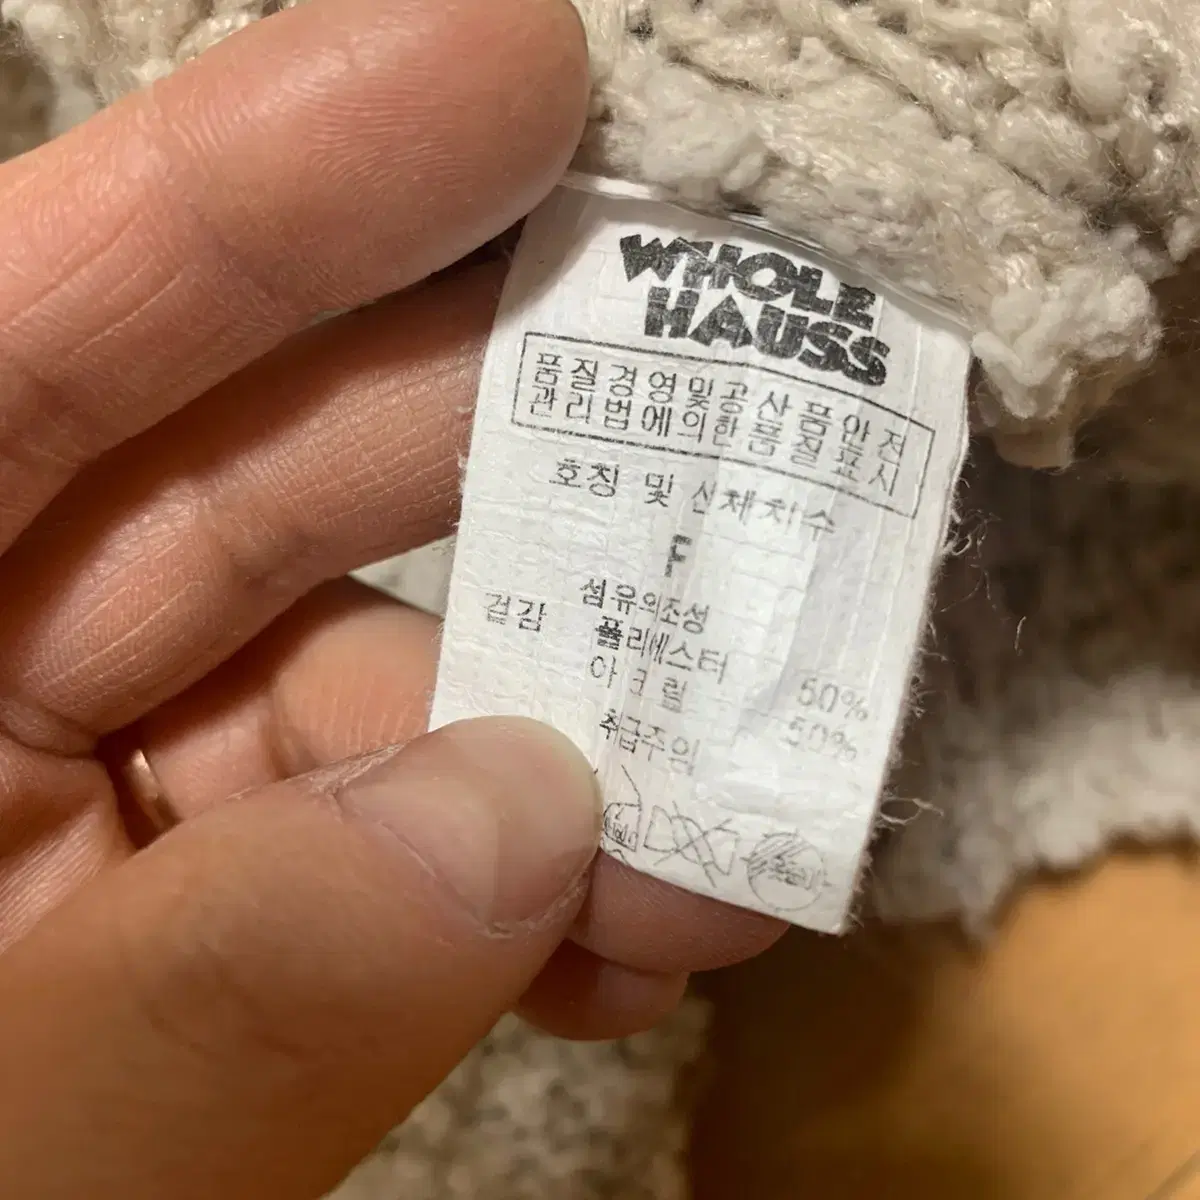 WHOLE
HAUSS
품질경영및공산품안전
관리법에의한품질표시
호칭 및 신체치수
F
섬유의조성
겉감 폴리에스터 50%
아크릴 50%
취급주의